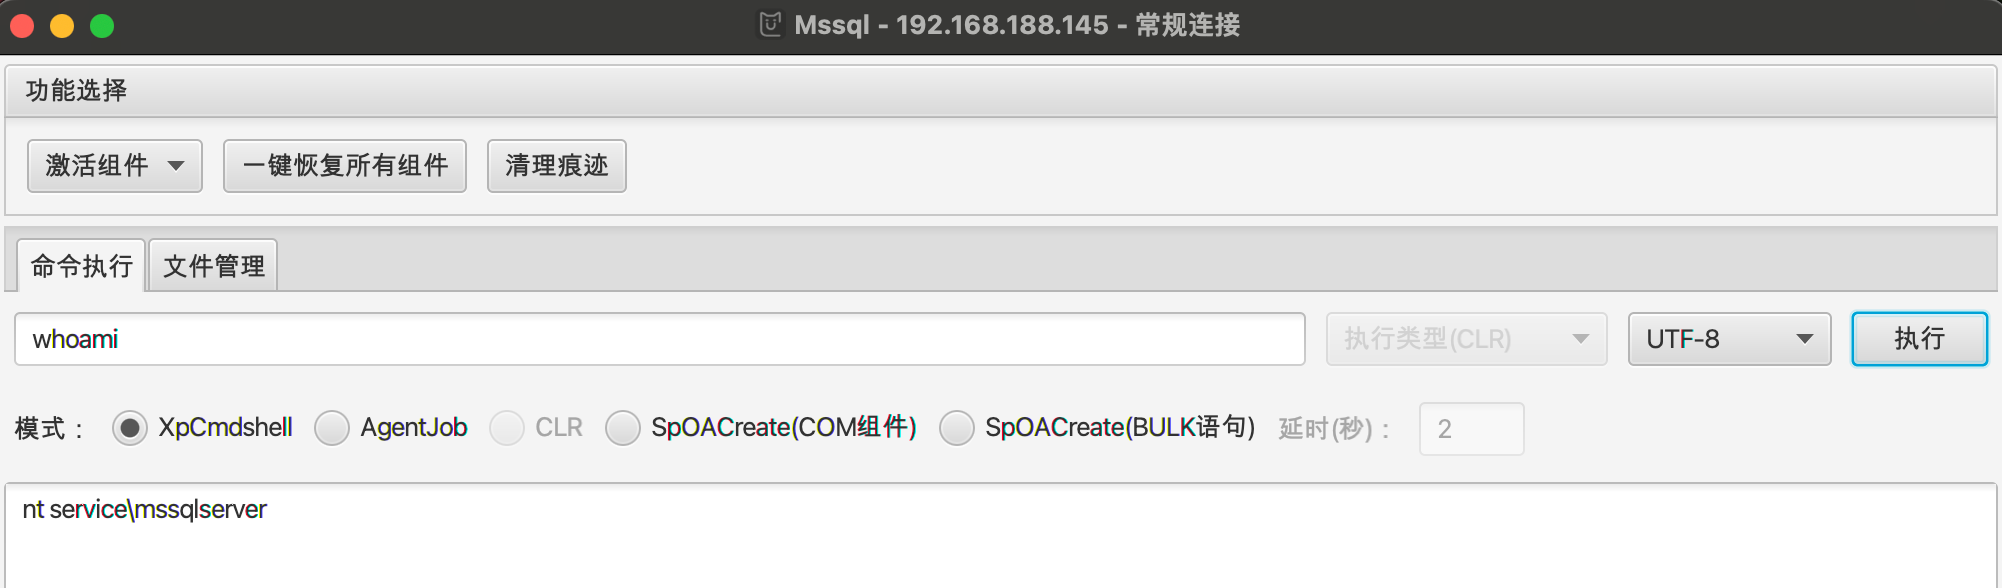 Mssql - 192.168.188.145 - 常规连接
功能选择
激活组件 一键恢复所有组件 清理痕迹
命令执行 文件管理
whoami 执行类型(CLR) UTF-8 执行
模式： XpCmdshell AgentJob CLR SpOACreate(COM组件) SpOACreate(BULK语句) 延时(秒)： 2
nt service\mssqlserver